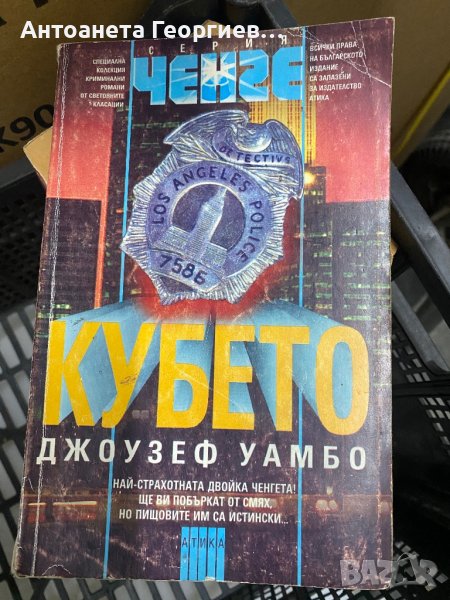 Антоанета Георгиев...
СЕРИЯ
СПЕЦИАЛНА
КОЛЕКЦИЯ
КРИМИНАЛНИ
РОМАНИ
ОТ СВЕТОВНИТЕ
КЛАСАЦИИ
ЧЕНГЕ
ВСИЧКИ ПРАВА
НА БЪЛГАРСКОТО
ИЗДАНИЕ
СА ЗАПАЗЕНИ
ЗА ИЗДАТЕЛСТВО
АТИКА
DETECTIVE
LOS ANGELES POLICE
7586
КУБЕТО
ДЖОУЗЕФ УАМБО
НАЙ-СТРАХОТНАТА ДВОЙКА ЧЕНГЕТА!
ЩЕ ВИ ПОБЪРКАТ ОТ СМЯХ,
НО ПИЩОВИТЕ ИМ СА ИСТИНСКИ...
АТИКА
BAZAR.bg